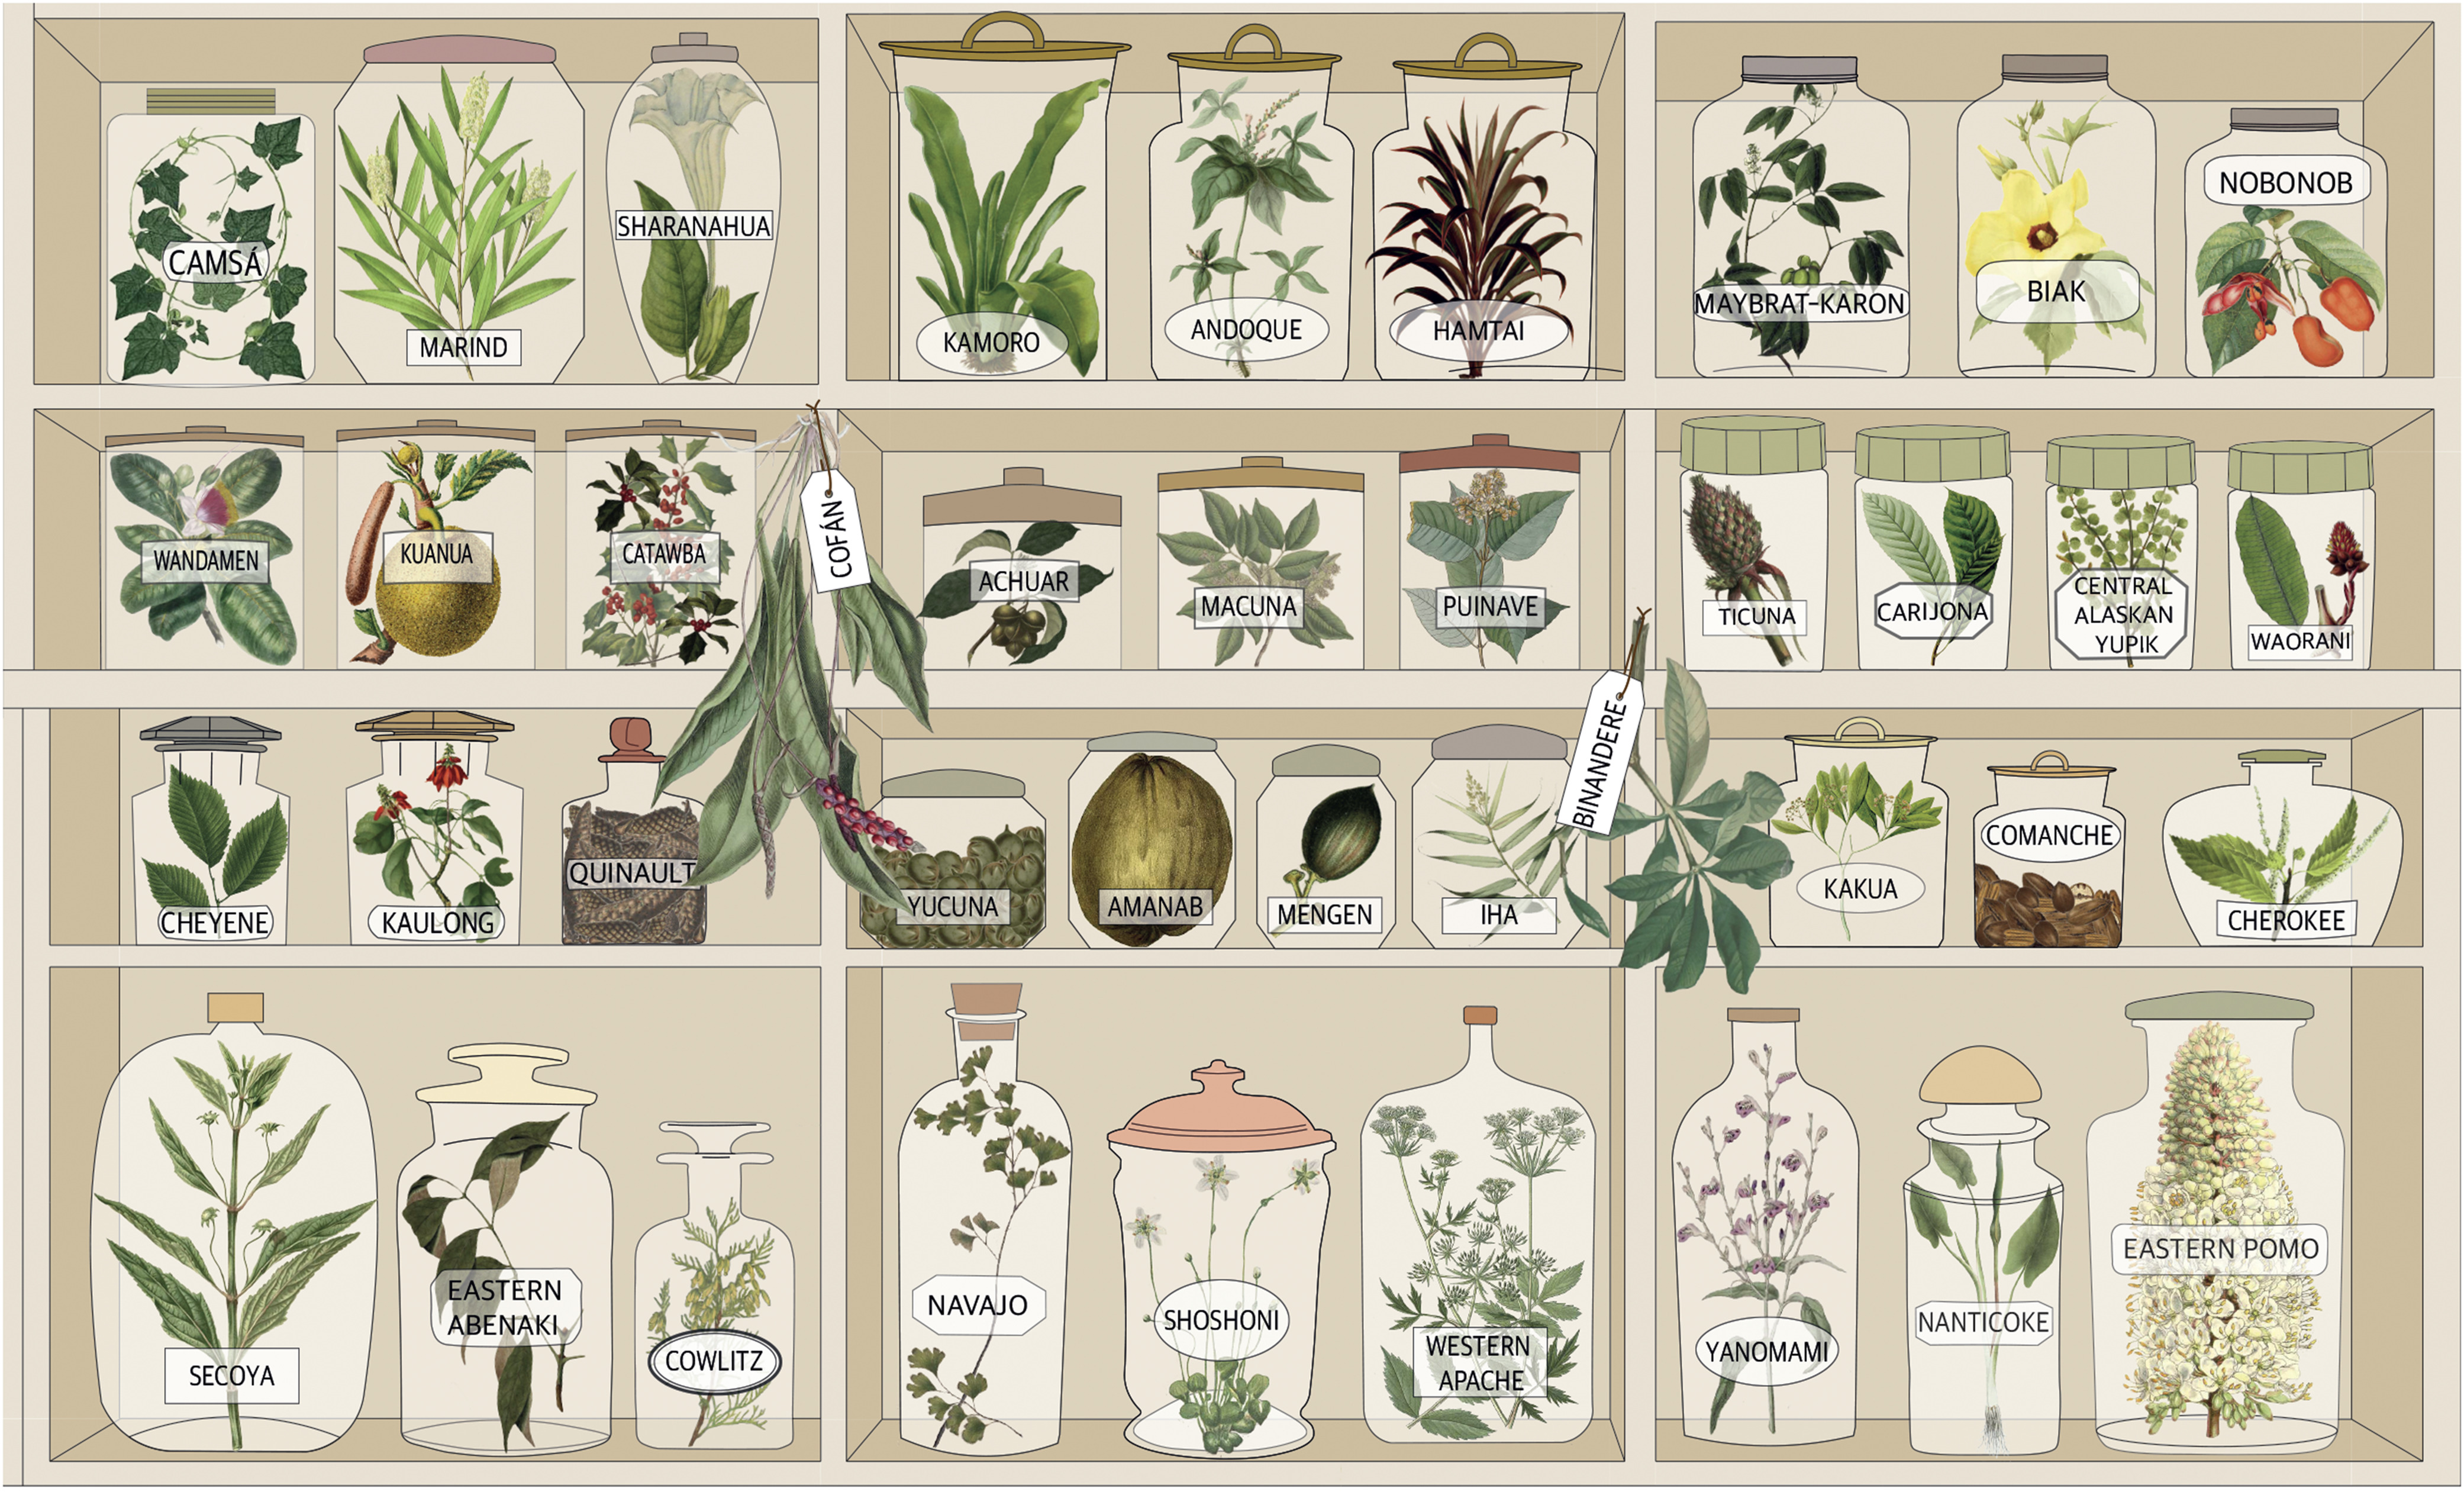 CAMSÁ
MARIND
SHARANAHUA
KAMORO
ANDOQUE
HAMTAI
MAYBRAT-KARON
BIAK
NOBONOB
WANDAMEN
KUANUA
CATAWBA
COFÁN
ACHUAR
MACUNA
PUINAVE
TICUNA
CARIJONA
CENTRAL
ALASKAN
YUPIK
WAORANI
CHEYENE
KAULONG
QUINAULT
YUCUNA
AMANAB
MENGEN
IHA
BINANDERE
KAKUA
COMANCHE
CHEROKEE
SECOYA
EASTERN
ABENAKI
COWLITZ
NAVAJO
SHOSHONI
WESTERN
APACHE
YANOMAMI
NANTICOKE
EASTERN POMO